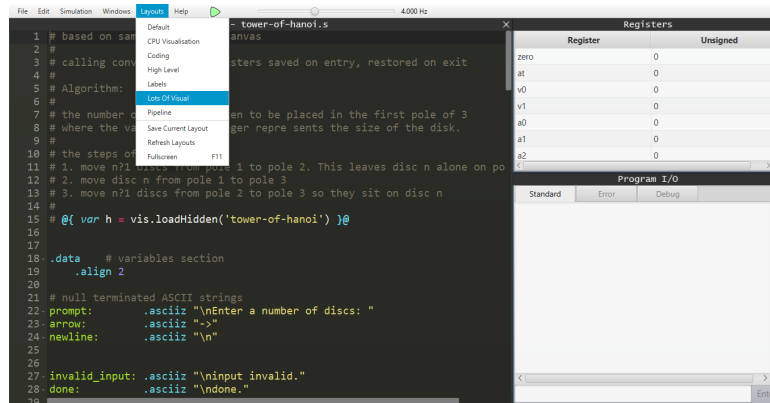 File Edit Simulation Windows Layouts Help 4.000 Hz
- tower-of-hanoi.s
Default
CPU Visualisation
Coding
High Level
Labels
Lots Of Visual
Pipeline
Save Current Layout
Refresh Layouts
Fullscreen F11
1 # based on sam anvas
2 #
3 # calling conv sters saved on entry, restored on exit
4 #
5 # Algorithm:
6 #
7 # the number o en to be placed in the first pole of 3
8 # where the va ger repre sents the size of the disk.
9 #
10 # the steps of
11 # 1. move n?1 discs from pole 1 to pole 2. This leaves disc n alone on po
12 # 2. move disc n from pole 1 to pole 3
13 # 3. move n?1 discs from pole 2 to pole 3 so they sit on disc n
14 #
15 # @{ var h = vis.loadHidden('tower-of-hanoi') }@
16
17
18 .data # variables section
19 .align 2
20
21 # null terminated ASCII strings
22 prompt: .asciiz "\nEnter a number of discs: "
23 arrow: .asciiz "->"
24 newline: .asciiz "\n"
25
26
27 invalid_input: .asciiz "\ninput invalid."
28 done: .asciiz "\ndone."
29
Registers
Register Unsigned
zero 0
at 0
v0 0
v1 0
a0 0
a1 0
a2 0
Program I/O
Standard Error Debug
Ente